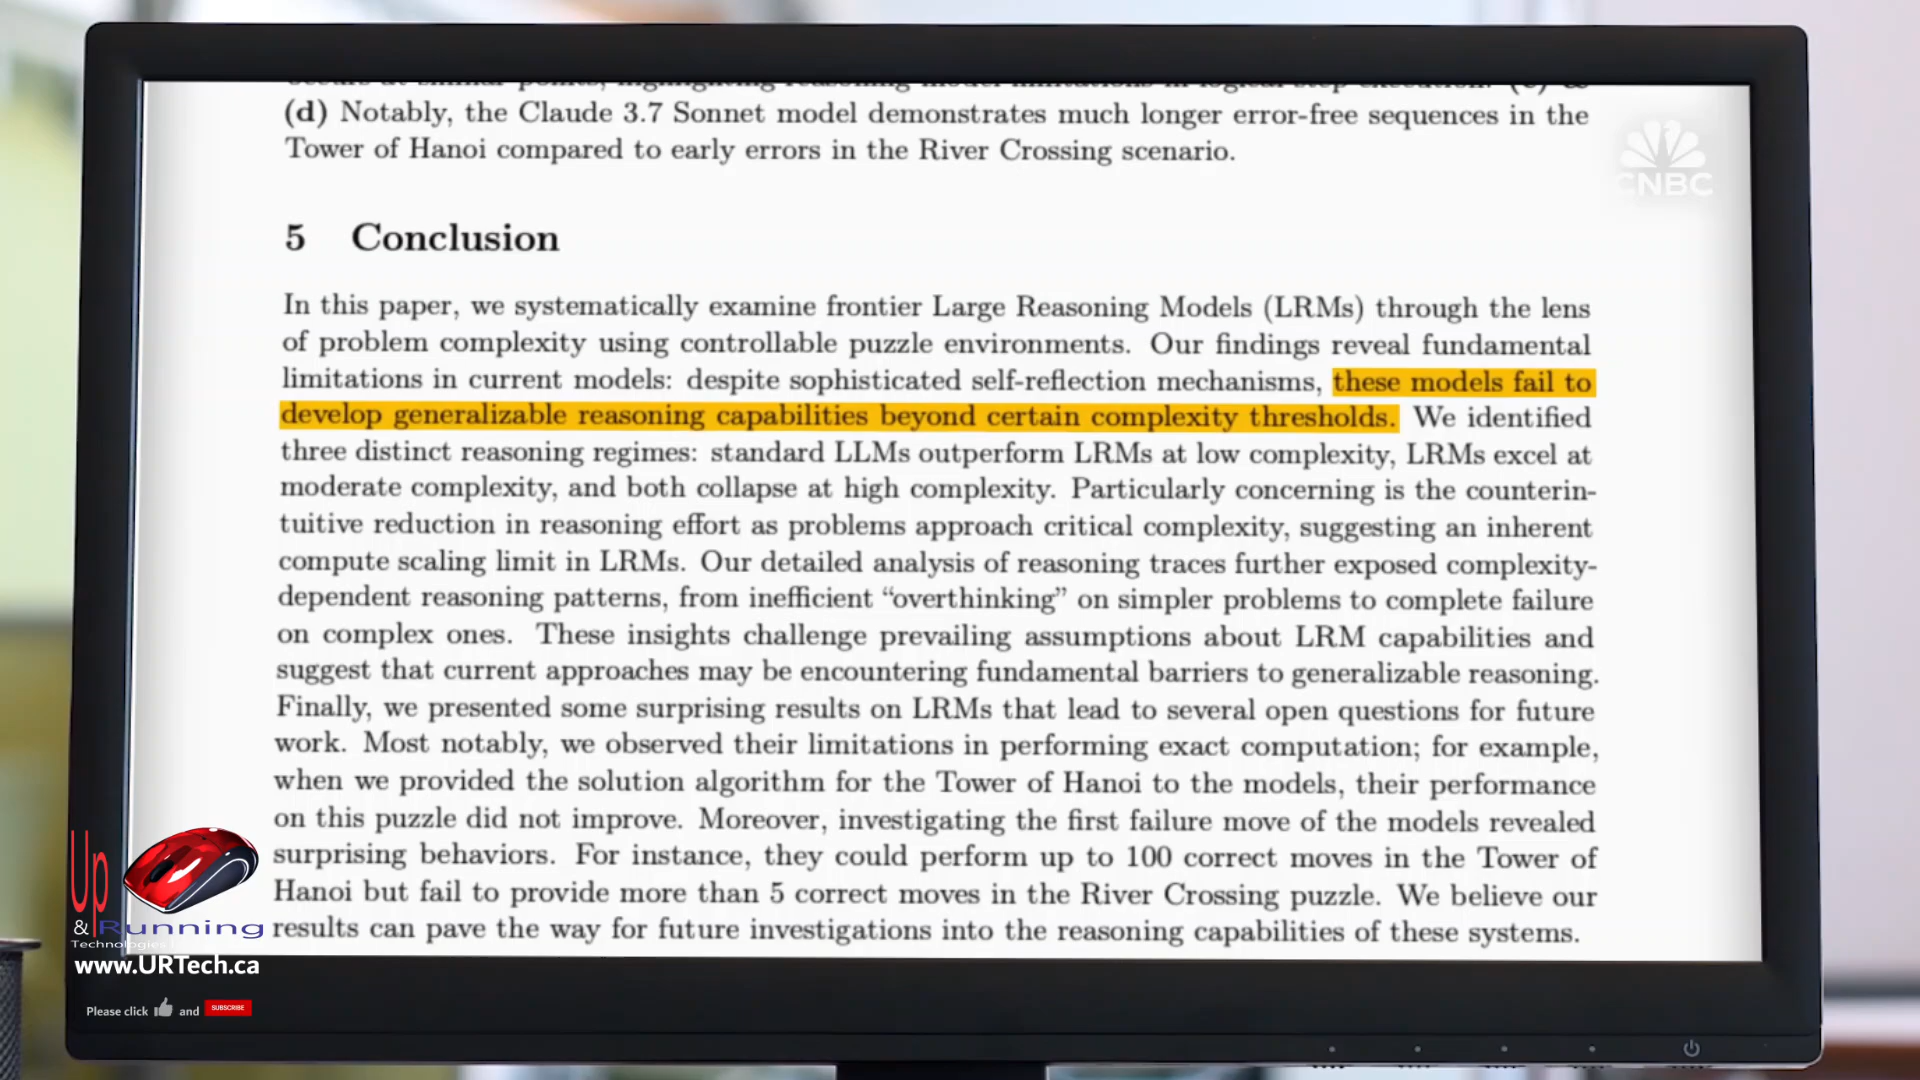 (d) Notably, the Claude 3.7 Sonnet model demonstrates much longer error-free sequences in the
Tower of Hanoi compared to early errors in the River Crossing scenario.
CNBC
5 Conclusion
In this paper, we systematically examine frontier Large Reasoning Models (LRMs) through the lens
of problem complexity using controllable puzzle environments. Our findings reveal fundamental
limitations in current models: despite sophisticated self-reflection mechanisms, these models fail to
develop generalizable reasoning capabilities beyond certain complexity thresholds. We identified
three distinct reasoning regimes: standard LLMs outperform LRMs at low complexity, LRMs excel at
moderate complexity, and both collapse at high complexity. Particularly concerning is the counterin-
tuitive reduction in reasoning effort as problems approach critical complexity, suggesting an inherent
compute scaling limit in LRMs. Our detailed analysis of reasoning traces further exposed complexity-
dependent reasoning patterns, from inefficient “overthinking” on simpler problems to complete failure
on complex ones. These insights challenge prevailing assumptions about LRM capabilities and
suggest that current approaches may be encountering fundamental barriers to generalizable reasoning.
Finally, we presented some surprising results on LRMs that lead to several open questions for future
work. Most notably, we observed their limitations in performing exact computation; for example,
when we provided the solution algorithm for the Tower of Hanoi to the models, their performance
on this puzzle did not improve. Moreover, investigating the first failure move of the models revealed
surprising behaviors. For instance, they could perform up to 100 correct moves in the Tower of
Hanoi but fail to provide more than 5 correct moves in the River Crossing puzzle. We believe our
results can pave the way for future investigations into the reasoning capabilities of these systems.
Up
& Running
Technologies
www.URTech.ca
Please click and SUBSCRIBE